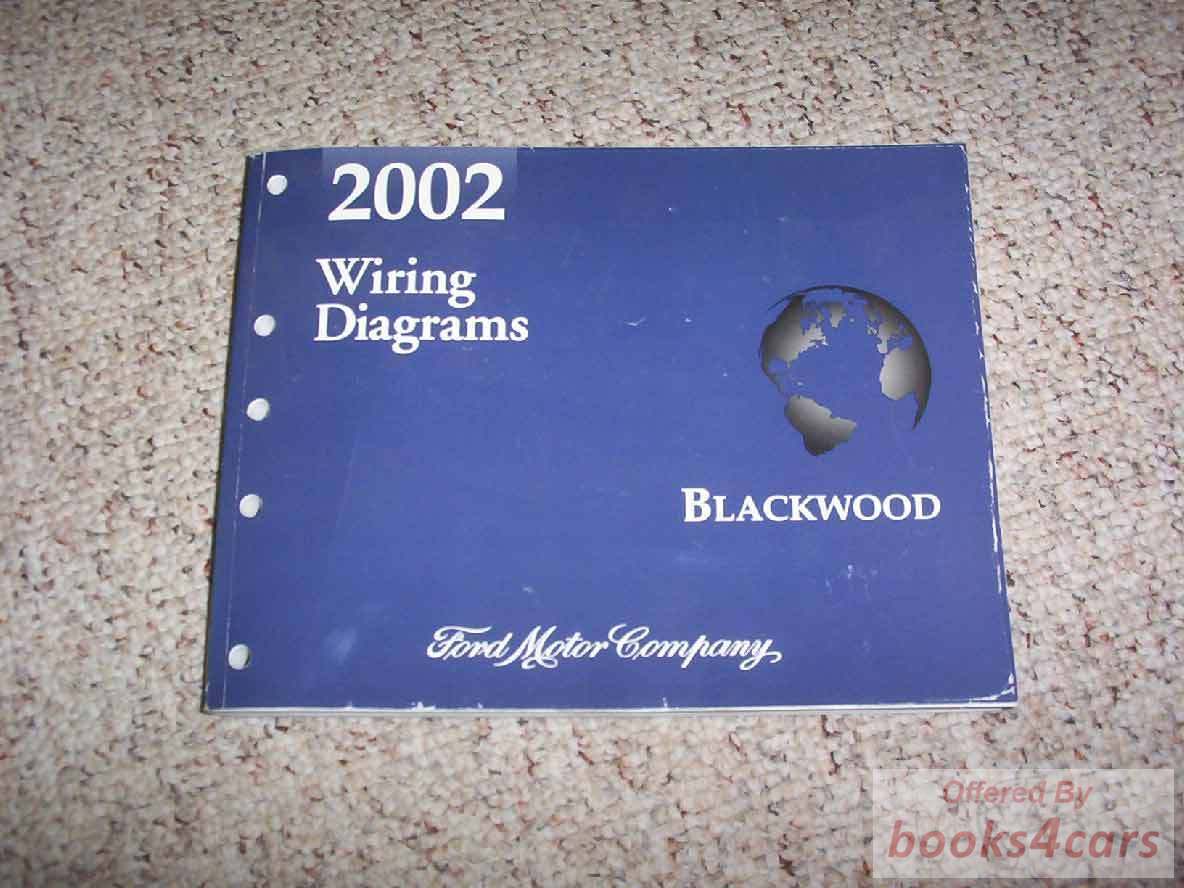 2002
Wiring
Diagrams
BLACKWOOD
Ford Motor Company
Offered By
books4cars